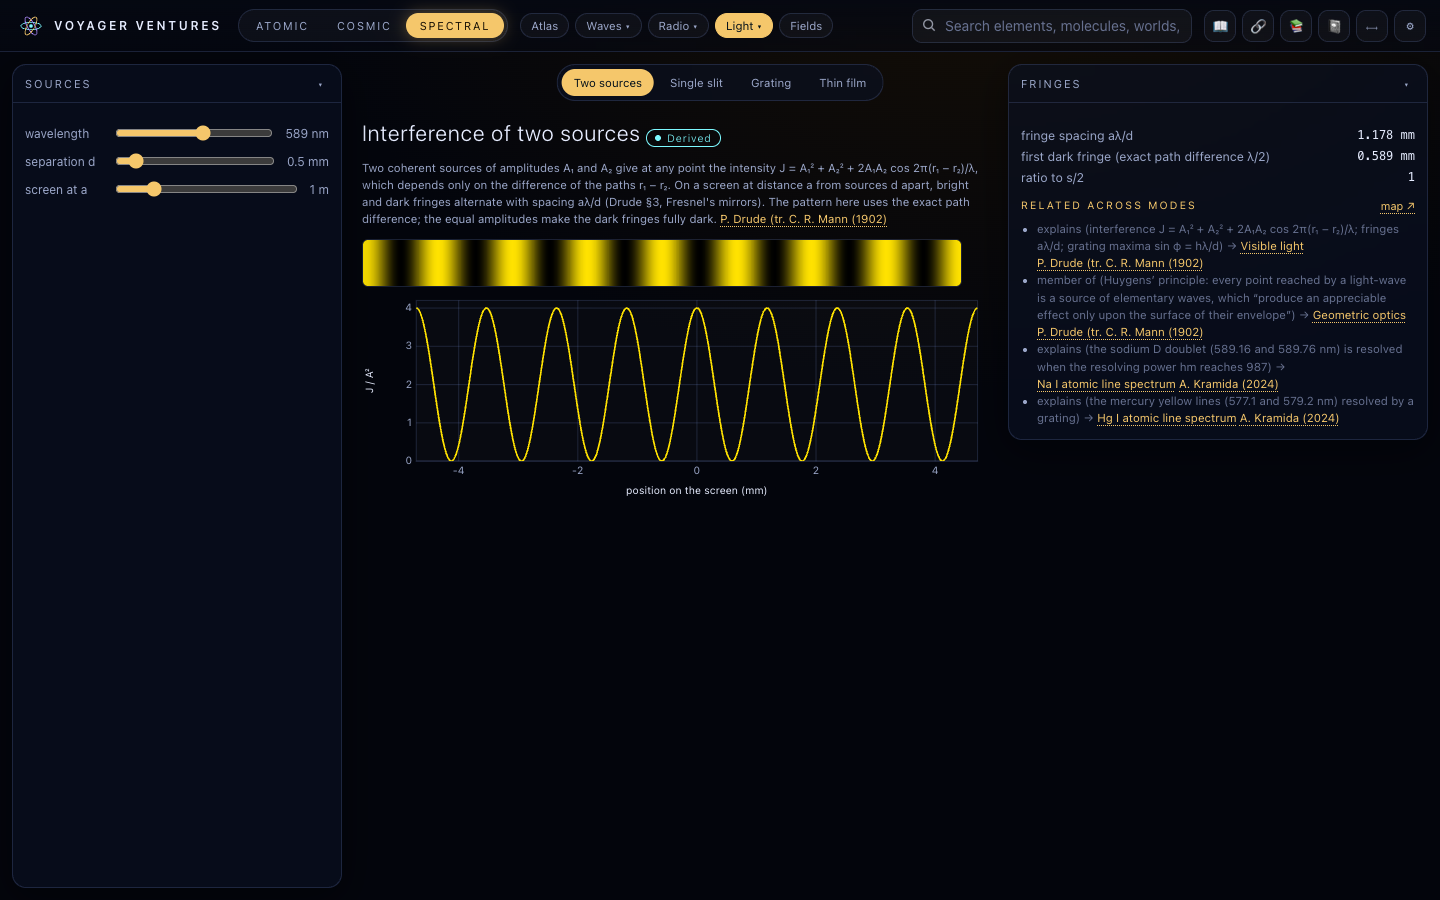 VOYAGER VENTURES
ATOMIC COSMIC SPECTRAL
Atlas Waves ▾ Radio ▾ Light ▾ Fields
Search elements, molecules, worlds,
SOURCES
wavelength 589 nm
separation d 0.5 mm
screen at a 1 m
Two sources Single slit Grating Thin film
Interference of two sources Derived
Two coherent sources of amplitudes A₁ and A₂ give at any point the intensity J = A₁² + A₂² + 2A₁A₂ cos 2π(r₁ − r₂)/λ,
which depends only on the difference of the paths r₁ − r₂. On a screen at distance a from sources d apart, bright
and dark fringes alternate with spacing aλ/d (Drude §3, Fresnel's mirrors). The pattern here uses the exact path
difference; the equal amplitudes make the dark fringes fully dark. P. Drude (tr. C. R. Mann (1902)
J / A²
4
3
2
1
0
−4 −2 0 2 4
position on the screen (mm)
FRINGES
fringe spacing aλ/d 1.178 mm
first dark fringe (exact path difference λ/2) 0.589 mm
ratio to s/2 1
RELATED ACROSS MODES map ↗
explains (interference J = A₁² + A₂² + 2A₁A₂ cos 2π(r₁ − r₂)/λ; fringes
aλ/d; grating maxima sin φ = hλ/d) → Visible light
P. Drude (tr. C. R. Mann (1902)
member of (Huygens' principle: every point reached by a light-wave
is a source of elementary waves, which “produce an appreciable
effect only upon the surface of their envelope”) → Geometric optics
P. Drude (tr. C. R. Mann (1902)
explains (the sodium D doublet (589.16 and 589.76 nm) is resolved
when the resolving power hm reaches 987) →
Na I atomic line spectrum A. Kramida (2024)
explains (the mercury yellow lines (577.1 and 579.2 nm) resolved by a
grating) → Hg I atomic line spectrum A. Kramida (2024)